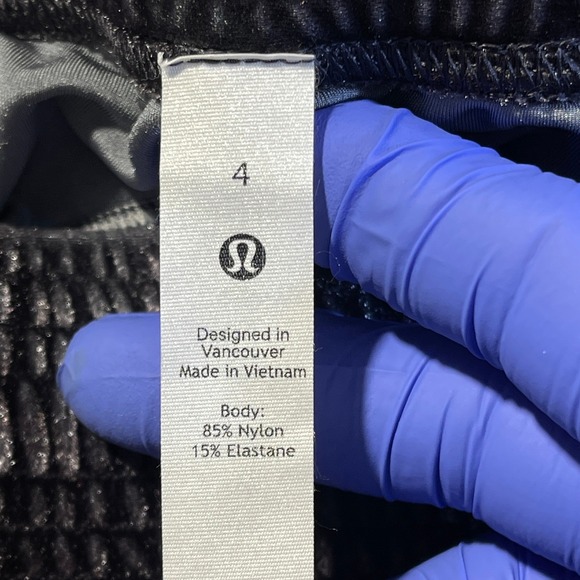 4
Designed in
Vancouver
Made in Vietnam
Body:
85% Nylon
15% Elastane